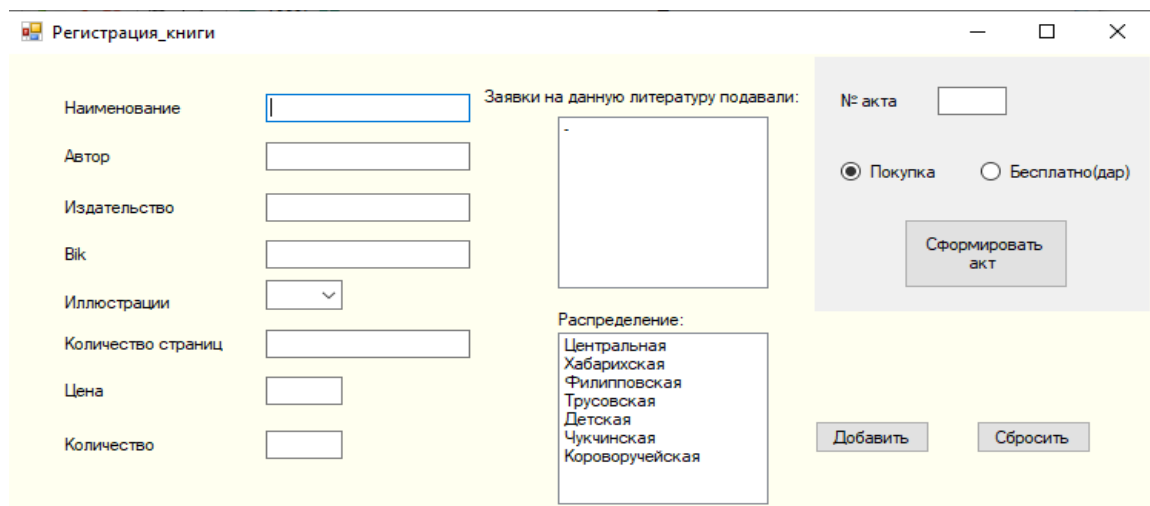 Регистрация_книги
Наименование
Автор
Издательство
Bik
Иллюстрации
Количество страниц
Цена
Количество
Заявки на данную литературу подавали:
-
Распределение:
Центральная
Хабарихская
Филипповская
Трусовская
Детская
Чукчинская
Короворучейская
№ акта
Покупка
Бесплатно(дар)
Сформировать
акт
Добавить
Сбросить